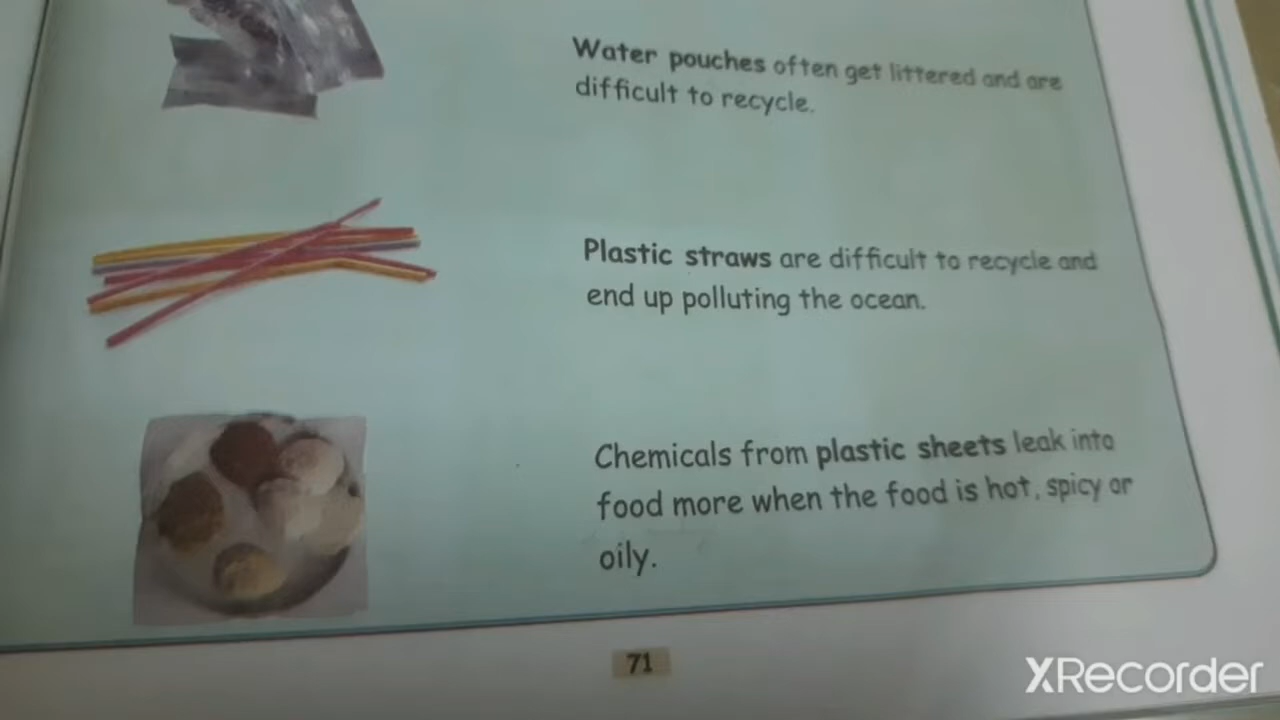 Water pouches often get littered and are
difficult to recycle.
Plastic straws are difficult to recycle and
end up polluting the ocean.
Chemicals from plastic sheets leak into
food more when the food is hot, spicy or
oily.
71
XRecorder